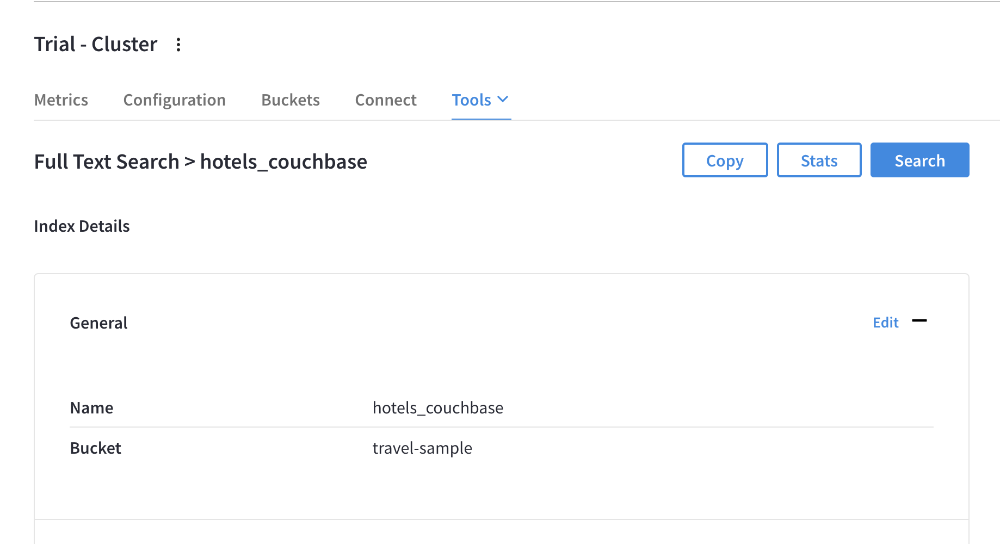 Trial - Cluster
Metrics Configuration Buckets Connect Tools
Full Text Search > hotels_couchbase Copy Stats Search
Index Details
General Edit
Name hotels_couchbase
Bucket travel-sample